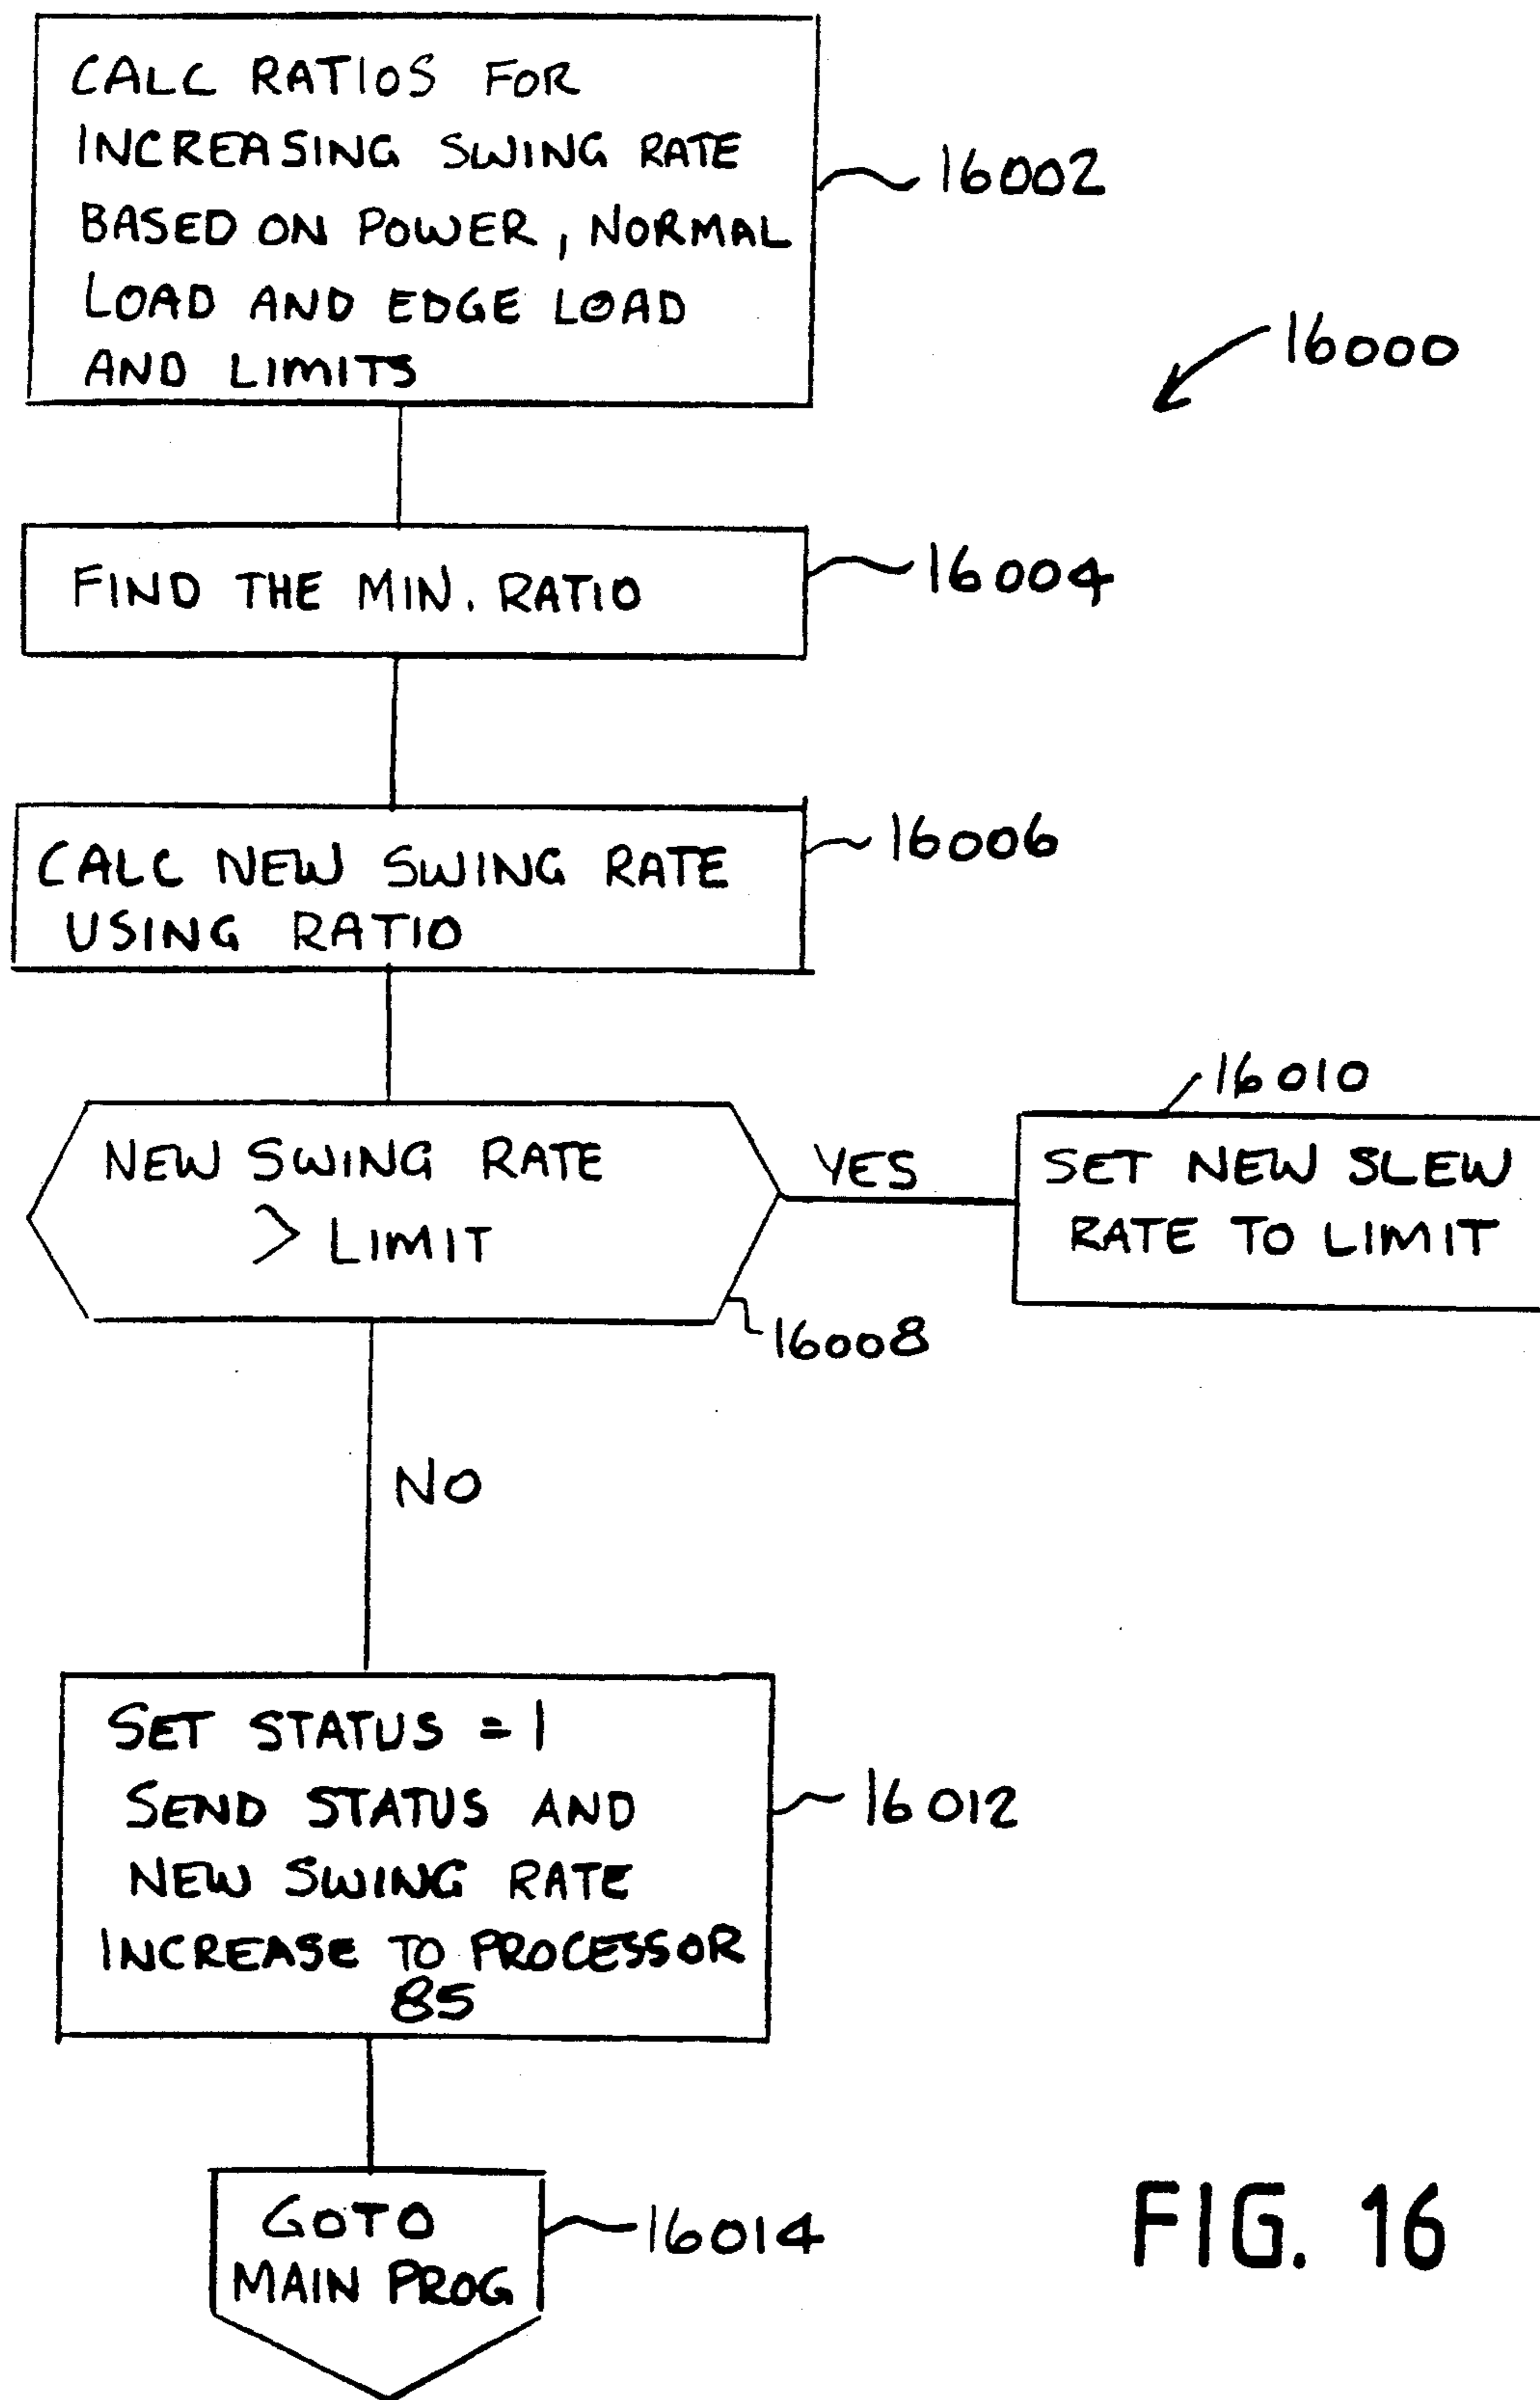 CALC RATIOS FOR
INCREASING SWING RATE
BASED ON POWER, NORMAL
LOAD AND EDGE LOAD
AND LIMITS
16002
16000
FIND THE MIN. RATIO
16004
CALC NEW SWING RATE
USING RATIO
16006
NEW SWING RATE
> LIMIT
16008
YES
16010
SET NEW SLEW
RATE TO LIMIT
NO
SET STATUS = 1
SEND STATUS AND
NEW SWING RATE
INCREASE TO PROCESSOR
85
16012
GOTO
MAIN PROG
16014
FIG. 16